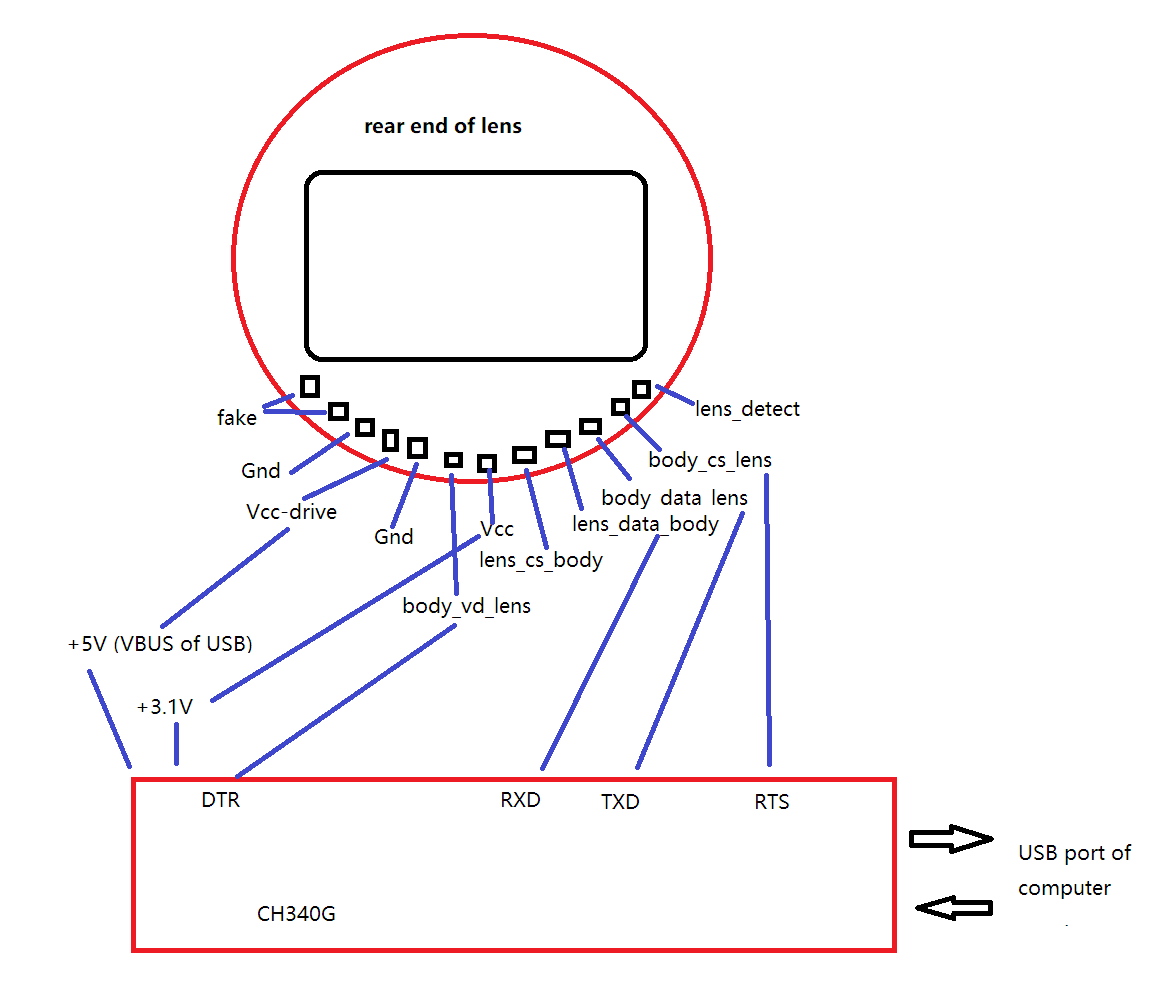 rear end of lens
fake
lens_detect
Gnd
body_cs_lens
Vcc-drive
body_data_lens
Gnd
Vcc
lens_data_body
lens_cs_body
body_vd_lens
+5V (VBUS of USB)
+3.1V
DTR
RXD
TXD
RTS
USB port of
computer
CH340G